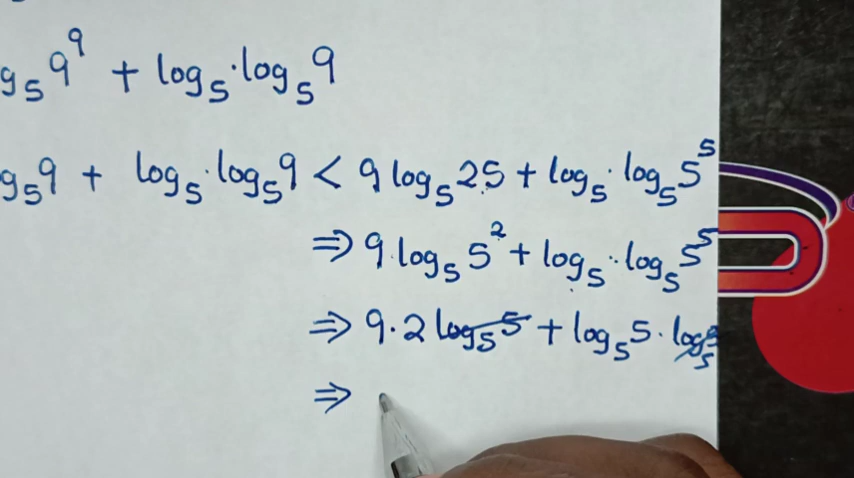 g₅9⁹ + log₅·log₅9
g₅9 + log₅·log₅9 < 9 log₅25 + log₅·log₅5⁵
⇒ 9·log₅5² + log₅··log₅5⁵
⇒ 9·2 log₅5 + log₅5·log₅5
⇒